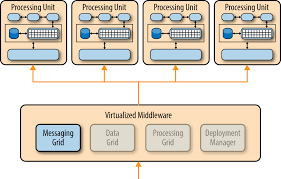 Processing Unit
Processing Unit
Processing Unit
Processing Unit
Virtualized Middleware
Messaging
Grid
Data
Grid
Processing
Grid
Deployment
Manager